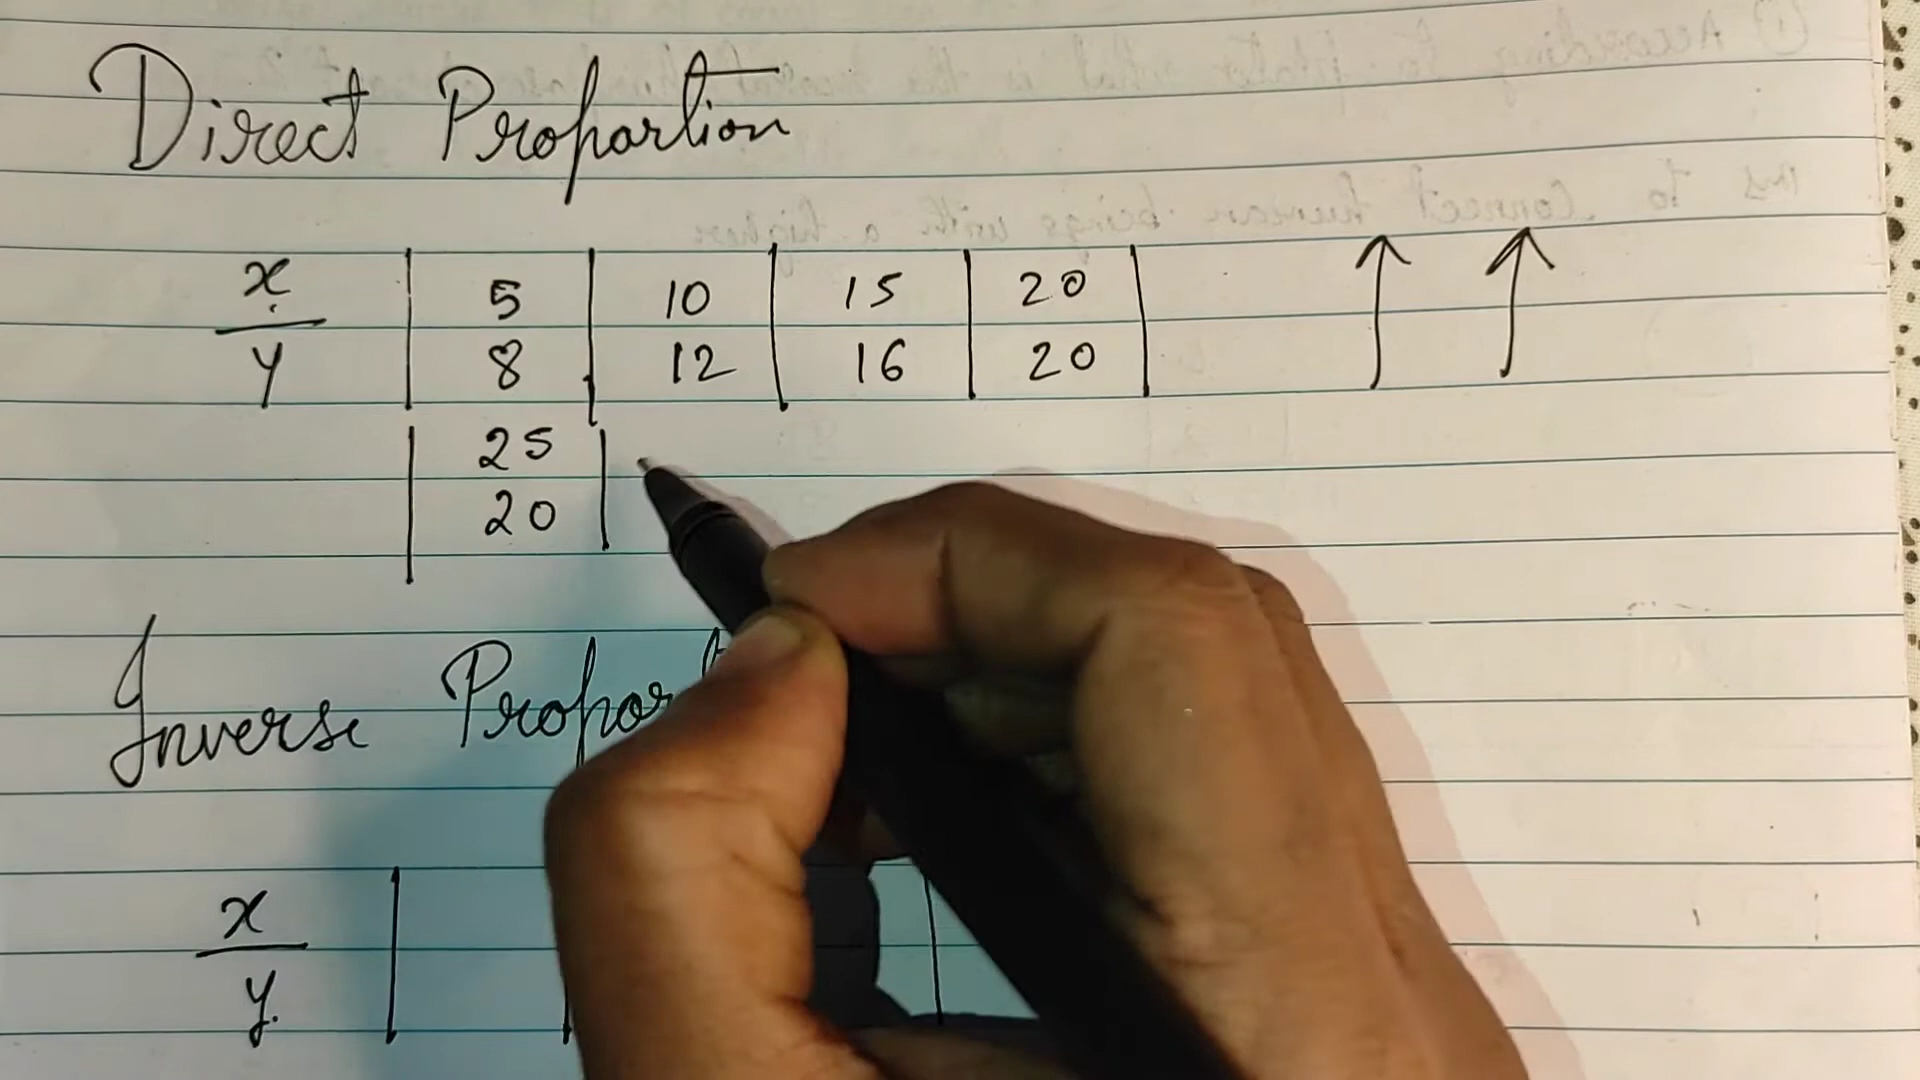 Direct Proportion
x 5 10 15 20
y 8 12 16 20
25
20
Inverse Propor
x
y